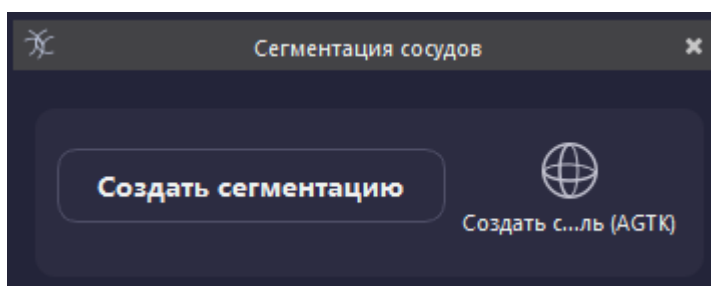 Сегментация сосудов
Создать сегментацию
Создать с...ль (AGTK)